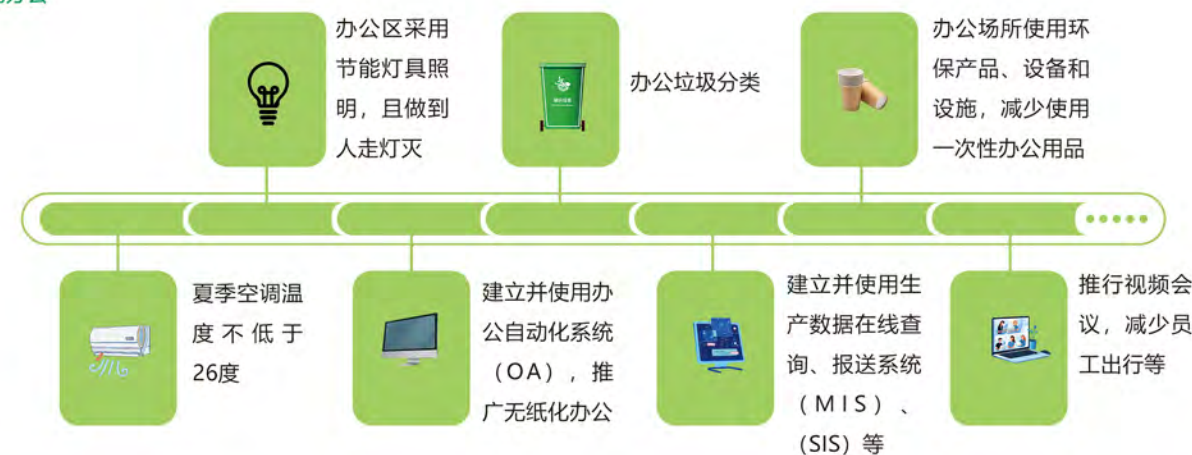 办公区采用
节能灯具照
明，且做到
人走灯灭
办公垃圾分类
办公场所使用环
保产品、设备和
设施，减少使用
一次性办公用品
夏季空调温
度不低于
26度
建立并使用办
公自动化系统
（OA），推
广无纸化办公
建立并使用生
产数据在线查
询、报送系统
（MIS）、
（SIS）等
推行视频会
议，减少员
工出行等